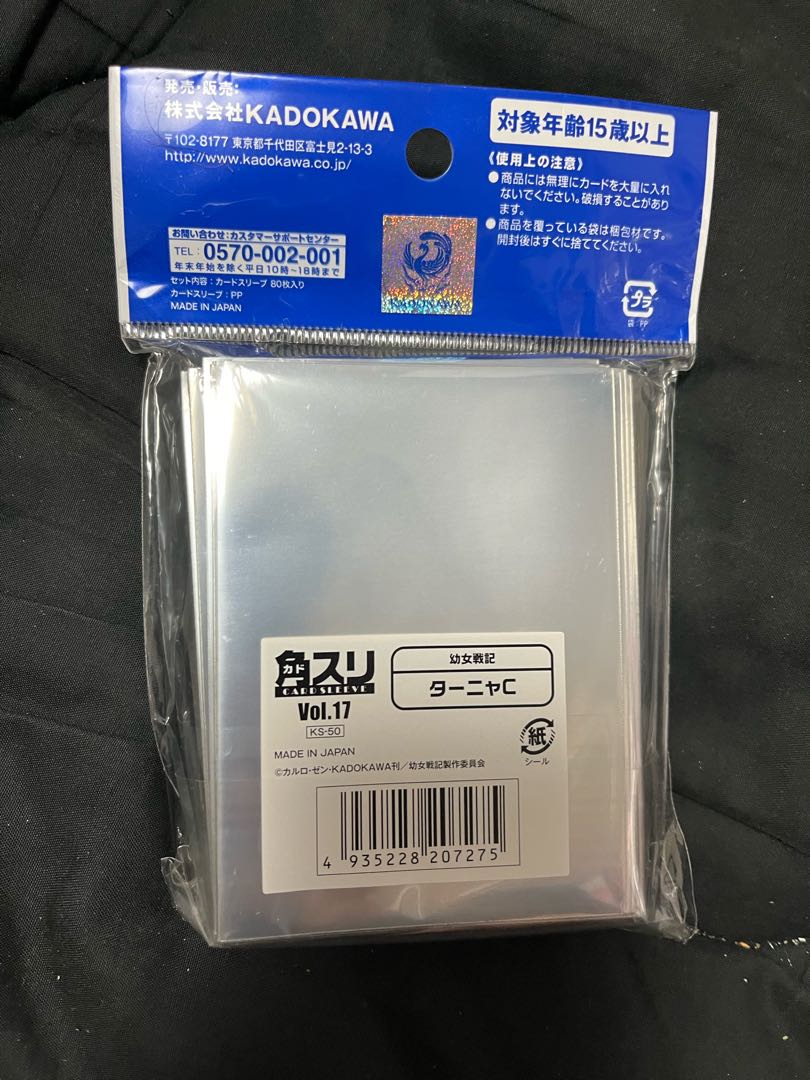 発売・販売:
株式会社KADOKAWA
〒102-8177 東京都千代田区富士見2-13-3
http://www.kadokawa.co.jp/
お問い合わせ:カスタマーサポートセンター
TEL: 0570-002-001
年末年始を除く平日10時〜18時まで
セット内容:カードスリーブ 80枚入り
カードスリーブ:PP
MADE IN JAPAN
KADOKAWA
対象年齢15歳以上
《使用上の注意》
●商品には無理にカードを大量に入れ
ないでください。破損することがあり
ます。
●商品を覆っている袋は梱包材です。
開封後はすぐに捨ててください。
プラ
袋:PP
角スリ
カド
CARD SLEEVE
Vol.17
KS-50
幼女戦記
ターニャC
紙
シール
MADE IN JAPAN
©カルロ・ゼン・KADOKAWA刊/幼女戦記製作委員会
4 935228 207275